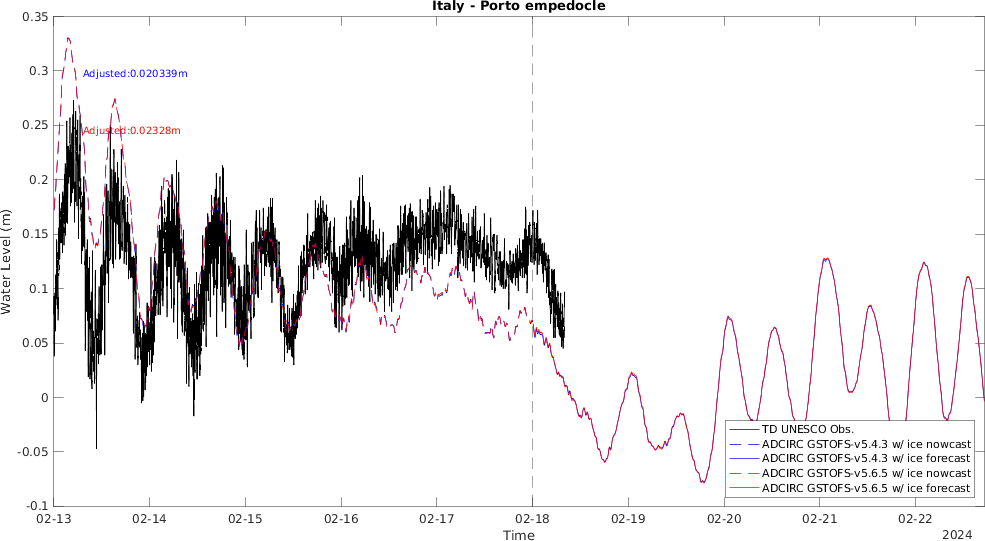 Italy - Porto empedocle
0.35
0.3
0.25
0.2
0.15
0.1
0.05
0
-0.05
-0.1
Water Level (m)
Adjusted:0.020339m
Adjusted:0.02328m
TD UNESCO Obs.
ADCIRC GSTOFS-v5.4.3 w/ ice nowcast
ADCIRC GSTOFS-v5.4.3 w/ ice forecast
ADCIRC GSTOFS-v5.6.5 w/ ice nowcast
ADCIRC GSTOFS-v5.6.5 w/ ice forecast
02-13 02-14 02-15 02-16 02-17 02-18 02-19 02-20 02-21 02-22
Time
2024